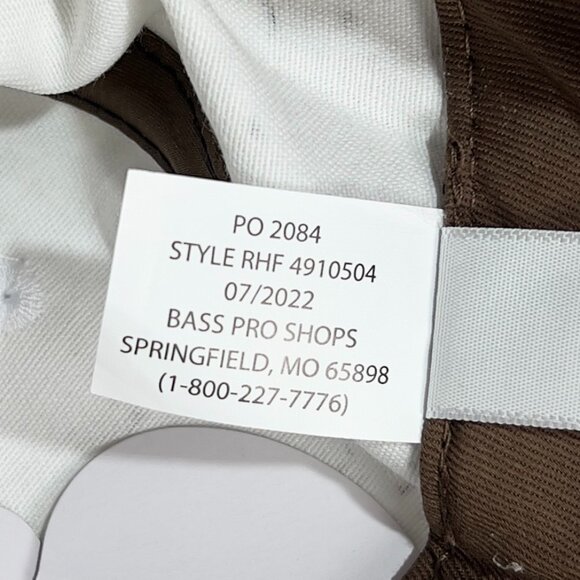 PO 2084
STYLE RHF 4910504
07/2022
BASS PRO SHOPS
SPRINGFIELD, MO 65898
(1-800-227-7776)